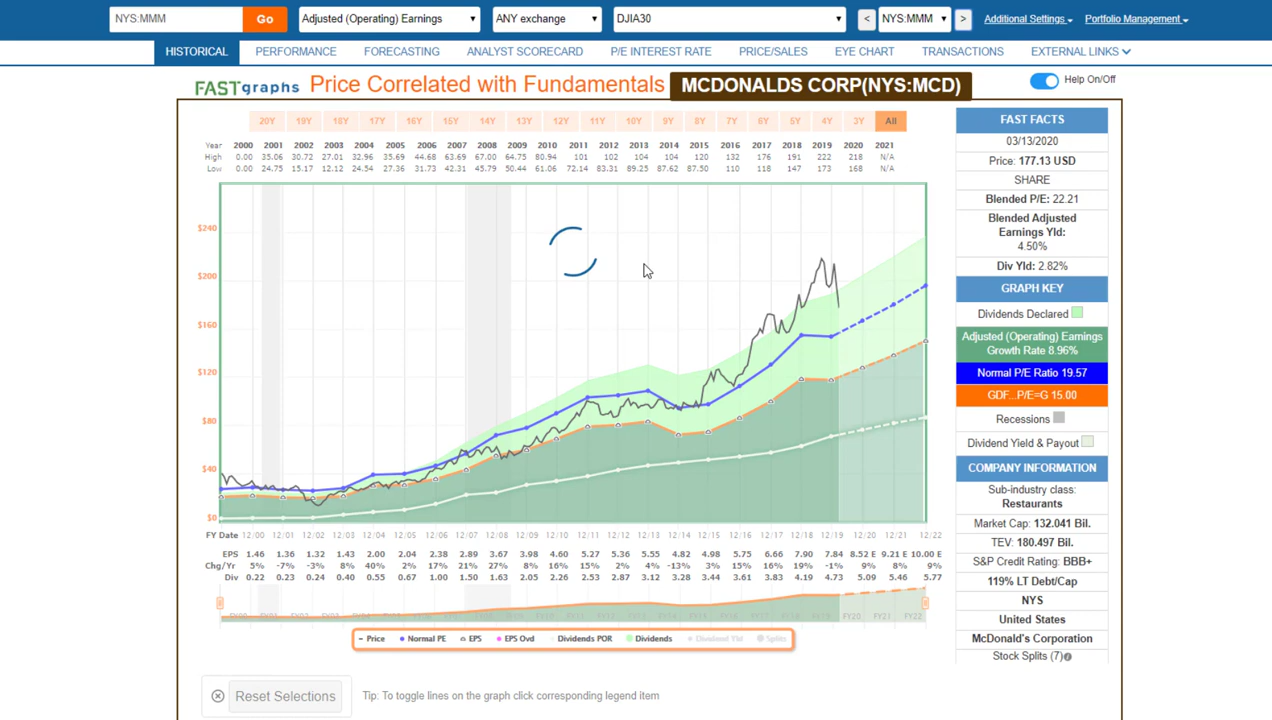 NYS:MMM Go Adjusted (Operating) Earnings ANY exchange DJIA30 < NYS:MMM > Additional Settings Portfolio Management
HISTORICAL PERFORMANCE FORECASTING ANALYST SCORECARD P/E INTEREST RATE PRICE/SALES EYE CHART TRANSACTIONS EXTERNAL LINKS
FASTgraphs Price Correlated with Fundamentals MCDONALDS CORP(NYS:MCD) Help On/Off
20Y 19Y 18Y 17Y 16Y 15Y 14Y 13Y 12Y 11Y 10Y 9Y 8Y 7Y 6Y 5Y 4Y 3Y All
Year 2000 2001 2002 2003 2004 2005 2006 2007 2008 2009 2010 2011 2012 2013 2014 2015 2016 2017 2018 2019 2020 2021
High 0.00 35.06 30.72 27.01 32.96 35.69 44.68 63.69 67.00 64.75 80.94 101 102 104 104 120 132 176 191 222 218 N/A
Low 0.00 24.75 15.17 12.12 24.54 27.36 31.73 42.31 45.79 50.44 61.06 72.14 83.31 89.25 87.62 87.50 110 118 147 173 168 N/A
$240
$200
$160
$120
$80
$40
$0
FY Date 12/00 12/01 12/02 12/03 12/04 12/05 12/06 12/07 12/08 12/09 12/10 12/11 12/12 12/13 12/14 12/15 12/16 12/17 12/18 12/19 12/20 12/21 12/22
EPS 1.46 1.36 1.32 1.43 2.00 2.04 2.38 2.89 3.67 3.98 4.60 5.27 5.36 5.55 4.82 4.98 5.75 6.66 7.90 7.84 8.52 E 9.21 E 10.00 E
Chg/Yr 5% -7% -3% 8% 40% 2% 17% 21% 27% 8% 16% 15% 2% 4% -13% 3% 15% 16% 19% -1% 9% 8% 9%
Div 0.22 0.23 0.24 0.40 0.55 0.67 1.00 1.50 1.63 2.05 2.26 2.53 2.87 3.12 3.28 3.44 3.61 3.83 4.19 4.73 5.09 5.46 5.77
FY20 FY21 FY22
Price Normal PE EPS EPS Ovd Dividends POR Dividends Dividend Yld Splits
Reset Selections Tip: To toggle lines on the graph click corresponding legend item
FAST FACTS
03/13/2020
Price: 177.13 USD
SHARE
Blended P/E: 22.21
Blended Adjusted
Earnings Yld:
4.50%
Div Yld: 2.82%
GRAPH KEY
Dividends Declared
Adjusted (Operating) Earnings
Growth Rate 8.96%
Normal P/E Ratio 19.57
GDF...P/E=G 15.00
Recessions
Dividend Yield & Payout
COMPANY INFORMATION
Sub-industry class:
Restaurants
Market Cap: 132.041 Bil.
TEV: 180.497 Bil.
S&P Credit Rating: BBB+
119% LT Debt/Cap
NYS
United States
McDonald's Corporation
Stock Splits (7)